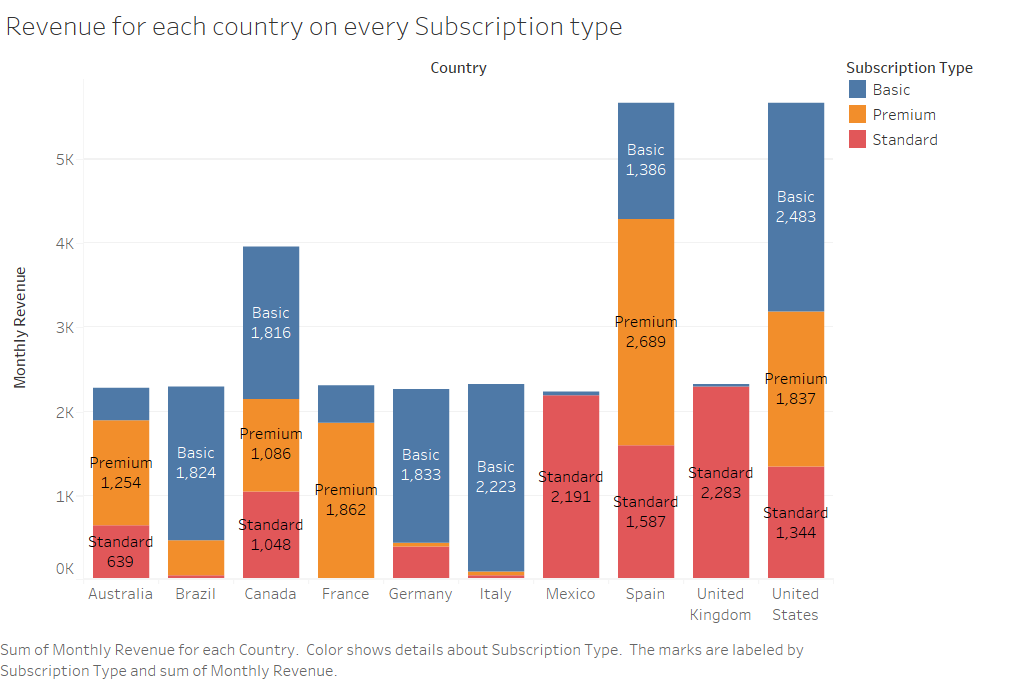 Revenue for each country on every Subscription type
Country
Subscription Type
Basic
Premium
Standard
Monthly Revenue
5K
4K
3K
2K
1K
0K
Premium
1,254
Standard
639
Basic
1,824
Basic
1,816
Premium
1,086
Standard
1,048
Premium
1,862
Basic
1,833
Basic
2,223
Standard
2,191
Basic
1,386
Premium
2,689
Standard
1,587
Standard
2,283
Basic
2,483
Premium
1,837
Standard
1,344
Australia
Brazil
Canada
France
Germany
Italy
Mexico
Spain
United
Kingdom
United
States
Sum of Monthly Revenue for each Country. Color shows details about Subscription Type. The marks are labeled by
Subscription Type and sum of Monthly Revenue.